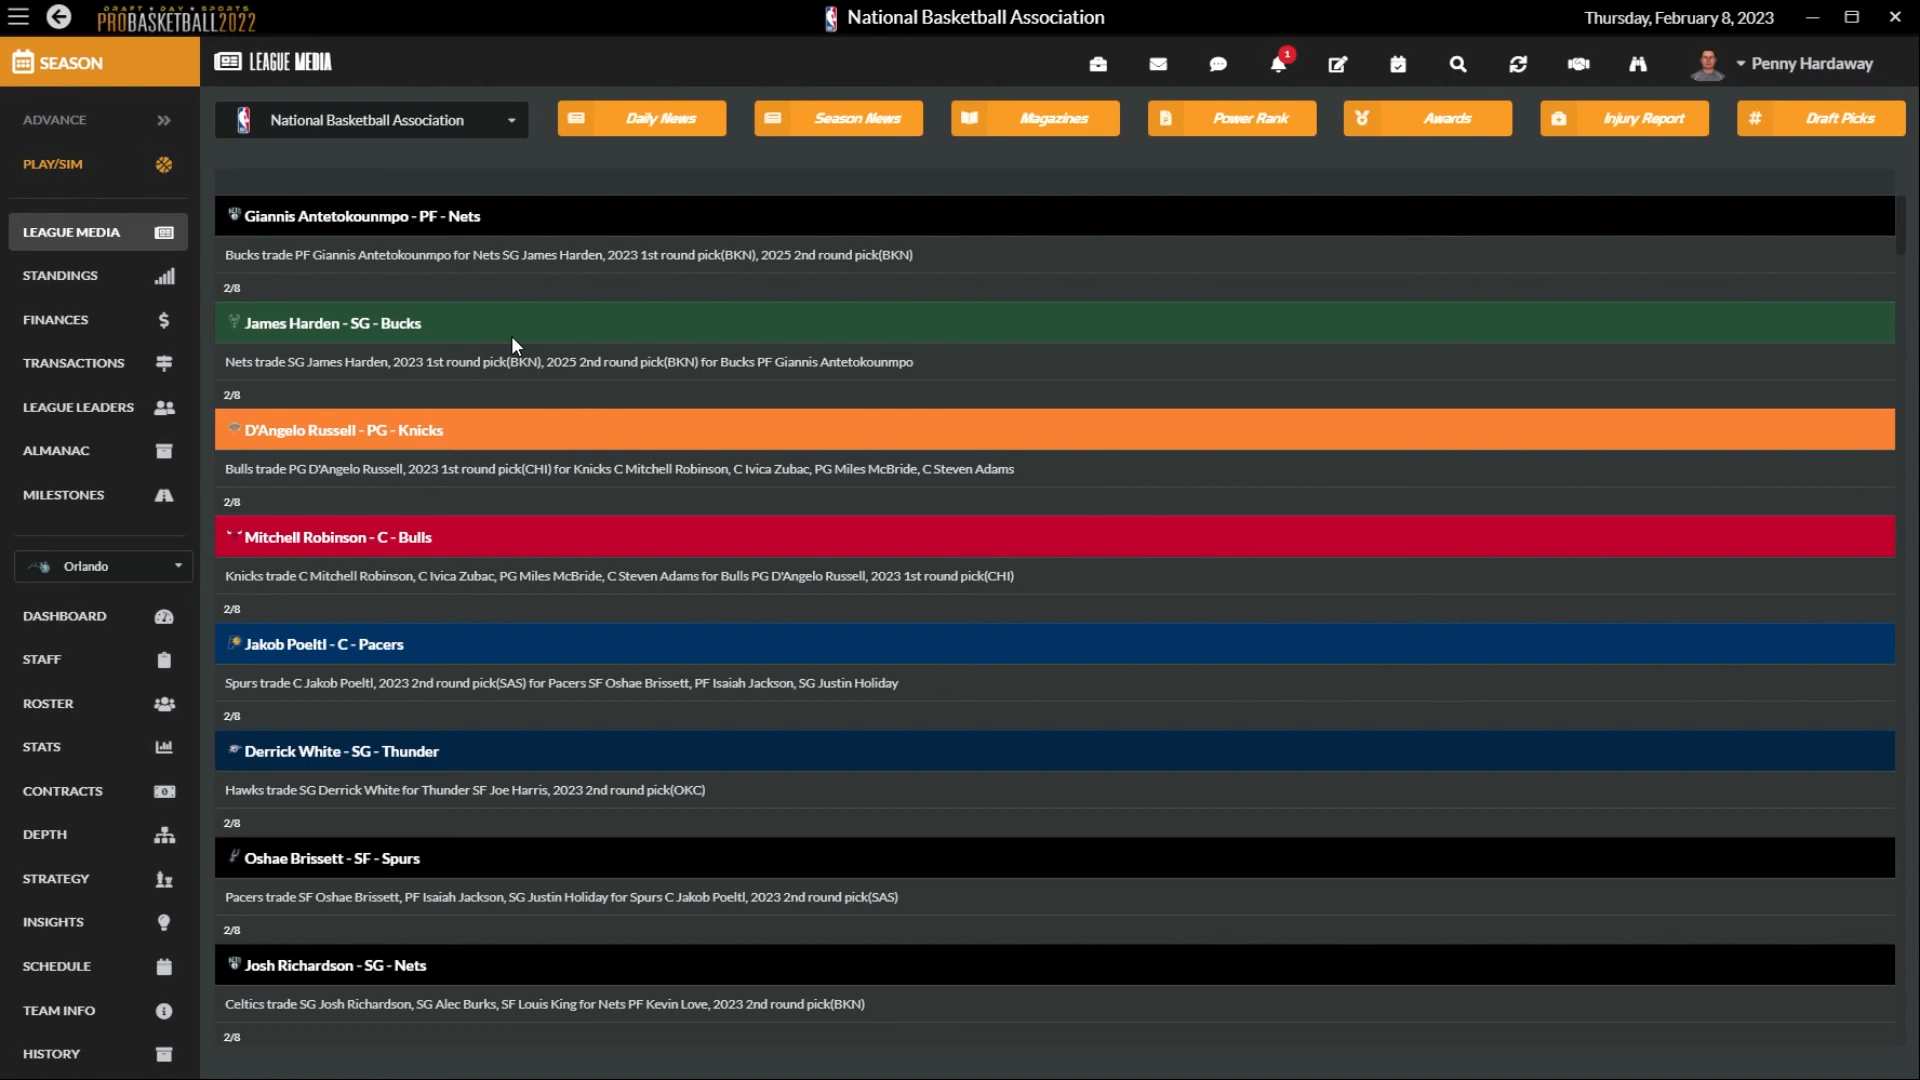 DRAFT DAY SPORTS
PROBASKETBALL2022
National Basketball Association
Thursday, February 8, 2023
SEASON
LEAGUE MEDIA
1
Penny Hardaway
National Basketball Association
Daily News
Season News
Magazines
Power Rank
Awards
Injury Report
Draft Picks
ADVANCE
PLAY/SIM
LEAGUE MEDIA
STANDINGS
FINANCES
TRANSACTIONS
LEAGUE LEADERS
ALMANAC
MILESTONES
Orlando
DASHBOARD
STAFF
ROSTER
STATS
CONTRACTS
DEPTH
STRATEGY
INSIGHTS
SCHEDULE
TEAM INFO
HISTORY
Giannis Antetokounmpo - PF - Nets
Bucks trade PF Giannis Antetokounmpo for Nets SG James Harden, 2023 1st round pick(BKN), 2025 2nd round pick(BKN)
2/8
James Harden - SG - Bucks
Nets trade SG James Harden, 2023 1st round pick(BKN), 2025 2nd round pick(BKN) for Bucks PF Giannis Antetokounmpo
2/8
D'Angelo Russell - PG - Knicks
Bulls trade PG D'Angelo Russell, 2023 1st round pick(CHI) for Knicks C Mitchell Robinson, C Ivica Zubac, PG Miles McBride, C Steven Adams
2/8
Mitchell Robinson - C - Bulls
Knicks trade C Mitchell Robinson, C Ivica Zubac, PG Miles McBride, C Steven Adams for Bulls PG D'Angelo Russell, 2023 1st round pick(CHI)
2/8
Jakob Poeltl - C - Pacers
Spurs trade C Jakob Poeltl, 2023 2nd round pick(SAS) for Pacers SF Oshae Brissett, PF Isaiah Jackson, SG Justin Holiday
2/8
Derrick White - SG - Thunder
Hawks trade SG Derrick White for Thunder SF Joe Harris, 2023 2nd round pick(OKC)
2/8
Oshae Brissett - SF - Spurs
Pacers trade SF Oshae Brissett, PF Isaiah Jackson, SG Justin Holiday for Spurs C Jakob Poeltl, 2023 2nd round pick(SAS)
2/8
Josh Richardson - SG - Nets
Celtics trade SG Josh Richardson, SG Alec Burks, SF Louis King for Nets PF Kevin Love, 2023 2nd round pick(BKN)
2/8